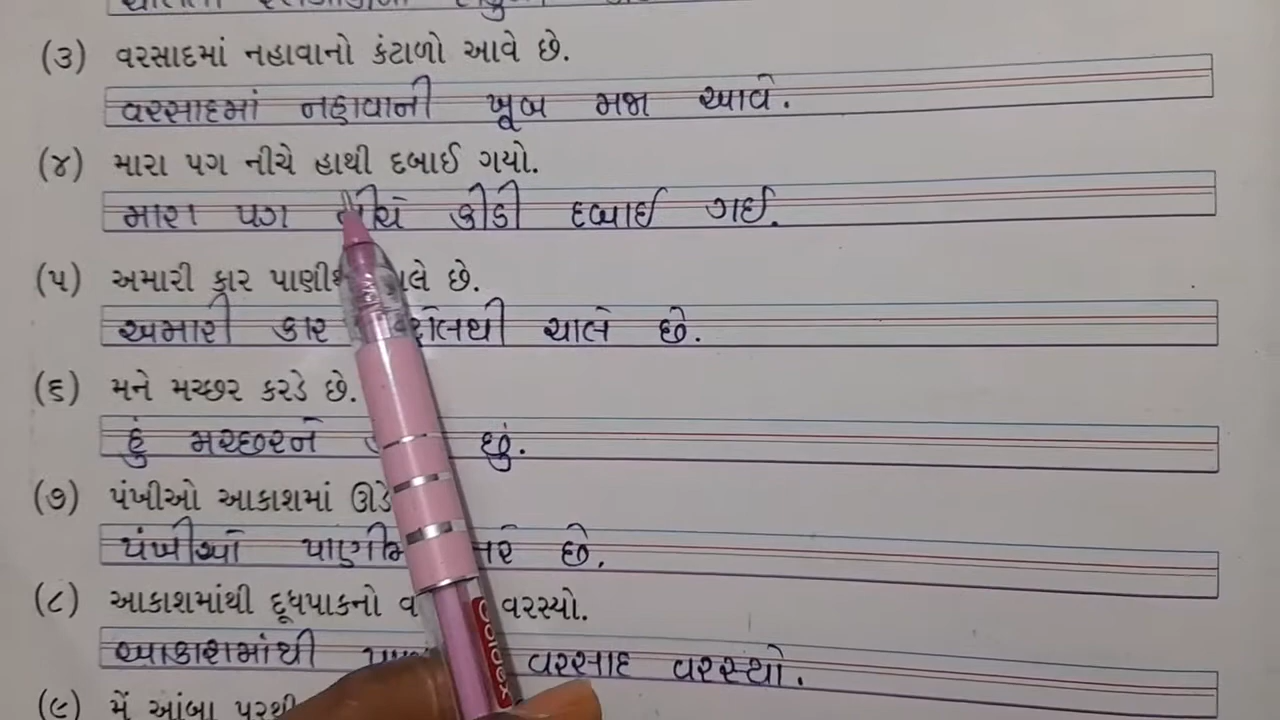 (૩) વરસાદમાં નહાવાનો કંટાળો આવે છે.
વરસાદમાં નહાવાની ખૂબ મજા આવે.
(૪) મારા પગ નીચે હાથી દબાઈ ગયો.
મારા પગ નીચે કીડી દબાઈ ગઈ.
(૫) અમારી કાર છે.
અમારી કાર ચાલે છે.
(૬) મને મચ્છર કરડે છે.
હું મચ્છરને છું.
(૭) પંખીઓ આકાશમાં
પંખીઓ છે.
(૮) આકાશમાંથી દૂધપાકનો વરસ્યો.
આકાશમાંથી વરસાદ વરસ્યો.
(૯) મેં આંબા પરથી